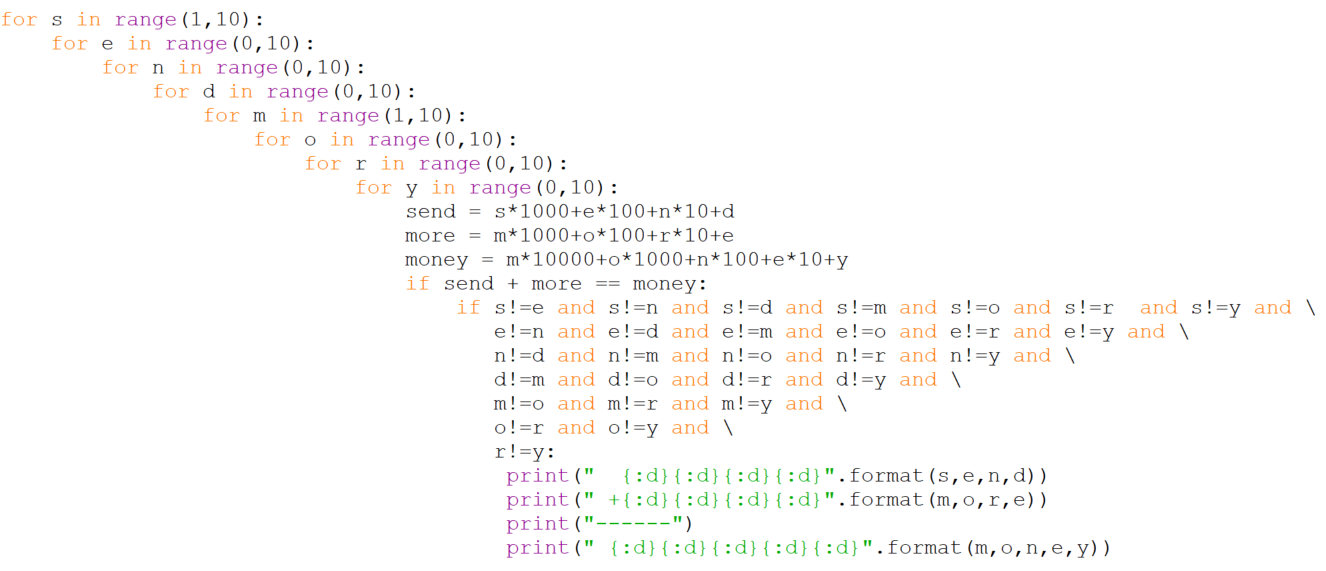 for s in range(1,10):
    for e in range(0,10):
        for n in range(0,10):
            for d in range(0,10):
                for m in range(1,10):
                    for o in range(0,10):
                        for r in range(0,10):
                            for y in range(0,10):
                                send = s*1000+e*100+n*10+d
                                more = m*1000+o*100+r*10+e
                                money = m*10000+o*1000+n*100+e*10+y
                                if send + more == money:
                                    if s!=e and s!=n and s!=d and s!=m and s!=o and s!=r  and s!=y and \
                                       e!=n and e!=d and e!=m and e!=o and e!=r and e!=y and \
                                       n!=d and n!=m and n!=o and n!=r and n!=y and \
                                       d!=m and d!=o and d!=r and d!=y and \
                                       m!=o and m!=r and m!=y and \
                                       o!=r and o!=y and \
                                       r!=y:
                                        print("  {:d}{:d}{:d}{:d}".format(s,e,n,d))
                                        print(" +{:d}{:d}{:d}{:d}".format(m,o,r,e))
                                        print("------")
                                        print(" {:d}{:d}{:d}{:d}{:d}".format(m,o,n,e,y))